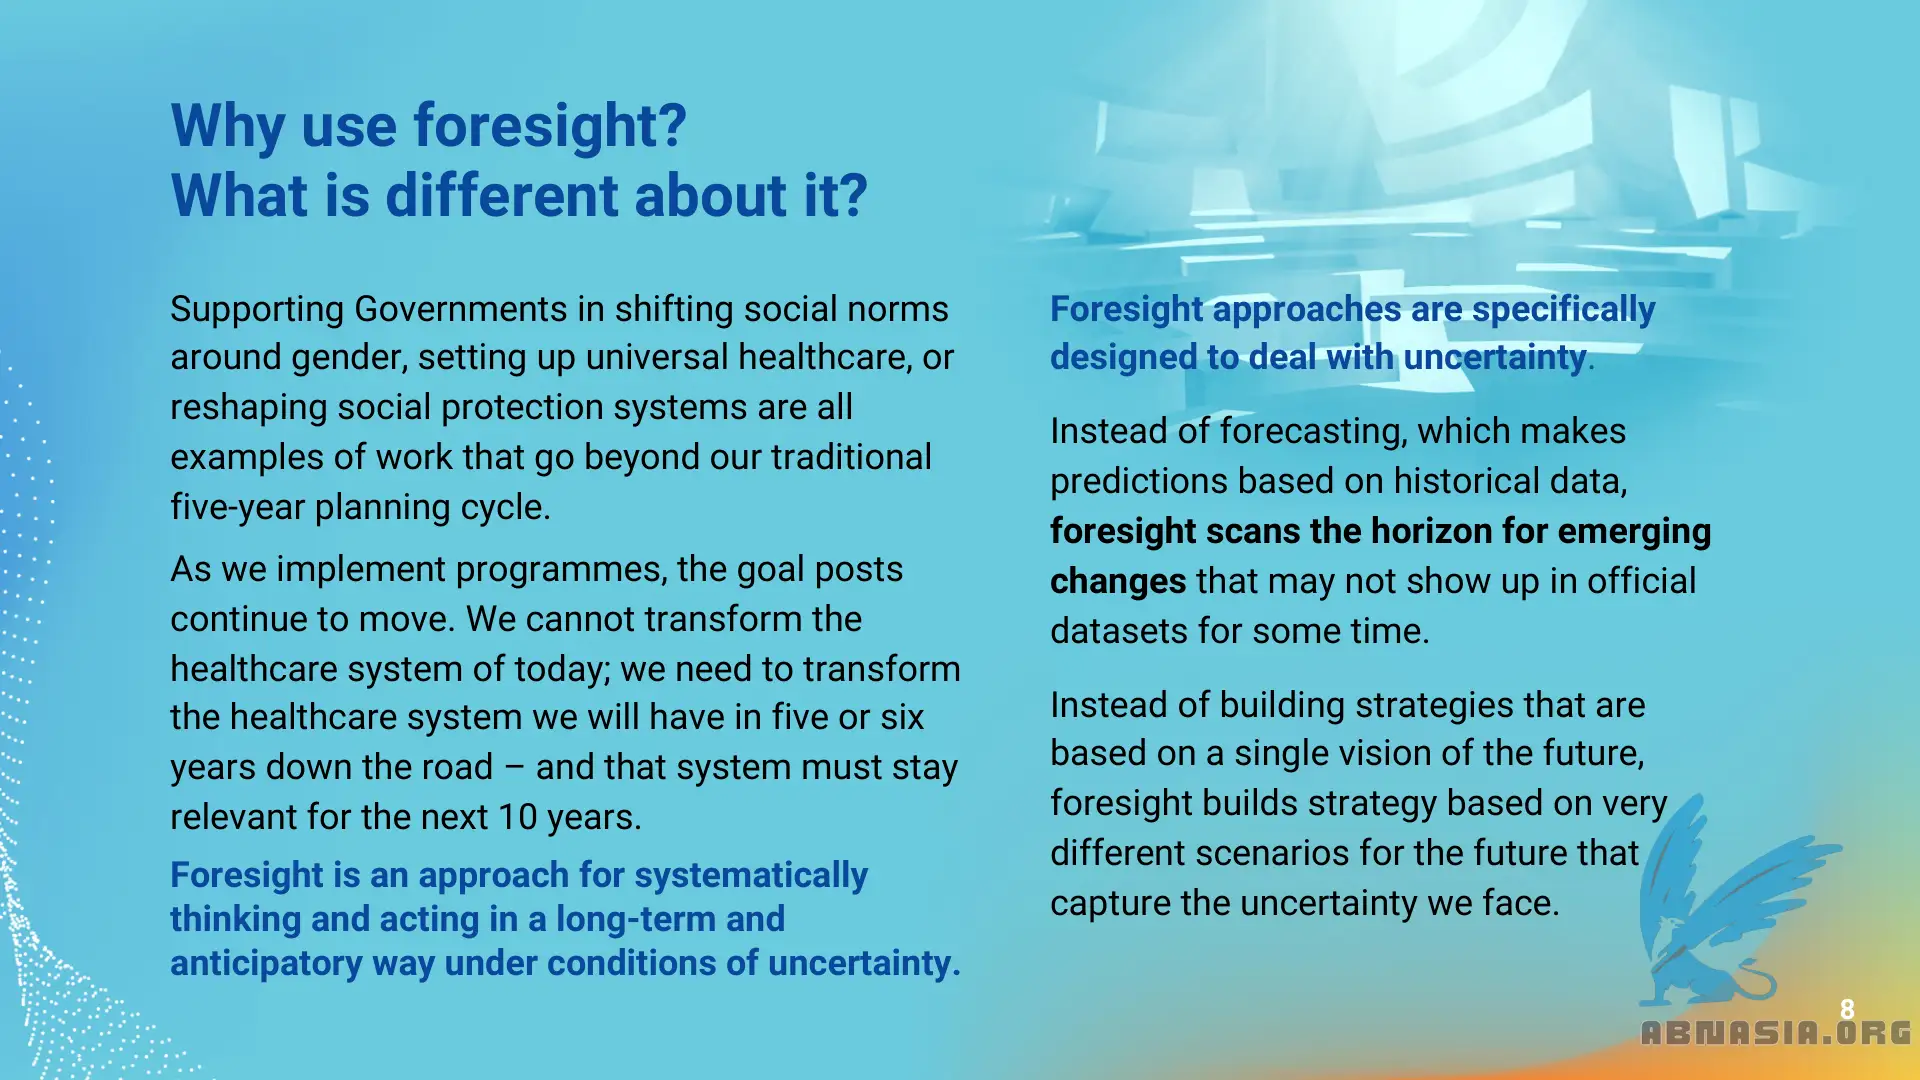 Why use foresight?
What is different about it?
Supporting Governments in shifting social norms
around gender, setting up universal healthcare, or
reshaping social protection systems are all
examples of work that go beyond our traditional
five-year planning cycle.
As we implement programmes, the goal posts
continue to move. We cannot transform the
healthcare system of today; we need to transform
the healthcare system we will have in five or six
years down the road – and that system must stay
relevant for the next 10 years.
Foresight is an approach for systematically
thinking and acting in a long-term and
anticipatory way under conditions of uncertainty.
Foresight approaches are specifically
designed to deal with uncertainty.
Instead of forecasting, which makes
predictions based on historical data,
foresight scans the horizon for emerging
changes that may not show up in official
datasets for some time.
Instead of building strategies that are
based on a single vision of the future,
foresight builds strategy based on very
different scenarios for the future that
capture the uncertainty we face.
8
ABNASIA.ORG